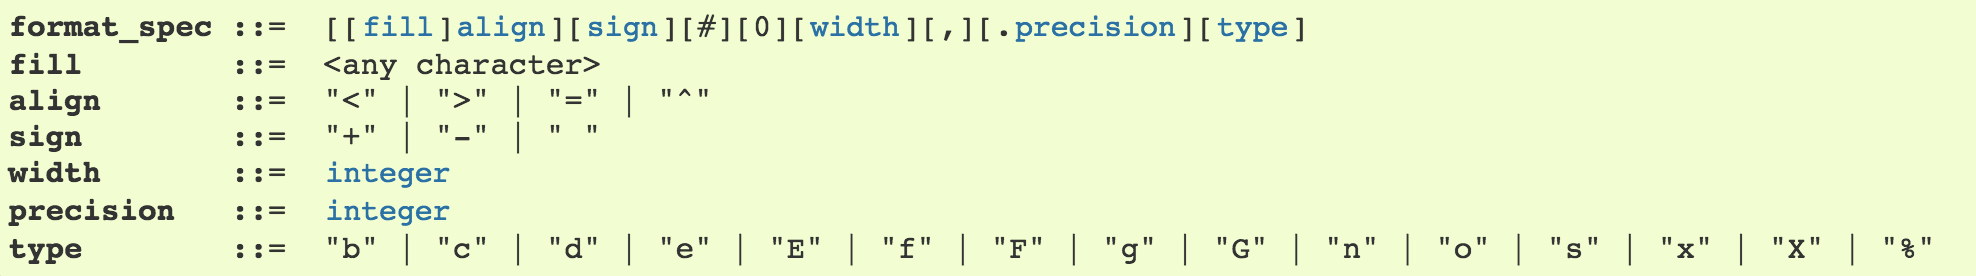 format_spec ::= [[fill]align][sign][#][0][width][,][.precision][type]
fill ::= <any character>
align ::= "<" | ">" | "=" | "^"
sign ::= "+" | "-" | " "
width ::= integer
precision ::= integer
type ::= "b" | "c" | "d" | "e" | "E" | "f" | "F" | "g" | "G" | "n" | "o" | "s" | "x" | "X" | "%"